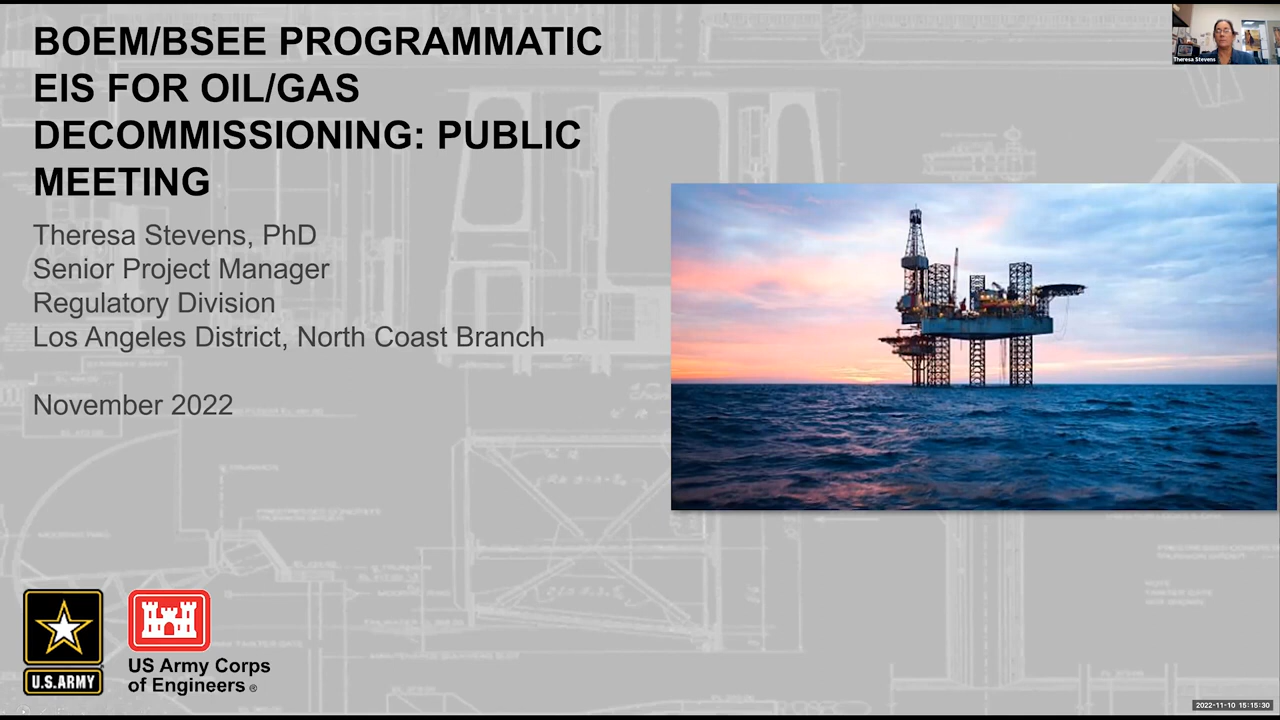 BOEM/BSEE PROGRAMMATIC
EIS FOR OIL/GAS
DECOMMISSIONING: PUBLIC
MEETING
Theresa Stevens, PhD
Senior Project Manager
Regulatory Division
Los Angeles District, North Coast Branch
November 2022
Theresa Stevens
U.S.ARMY
US Army Corps
of Engineers ®
2022-11-10 15:15:30